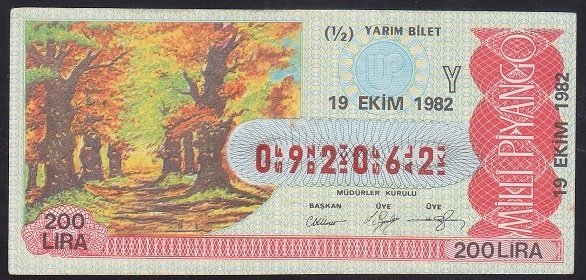 (½) YARIM BİLET
Y
19 EKİM 1982
0 9 2 0 6 2
MÜDÜRLER KURULU
BAŞKAN ÜYE ÜYE
200
LİRA
200 LİRA
MİLLİ PİYANGO
19 EKİM 1982